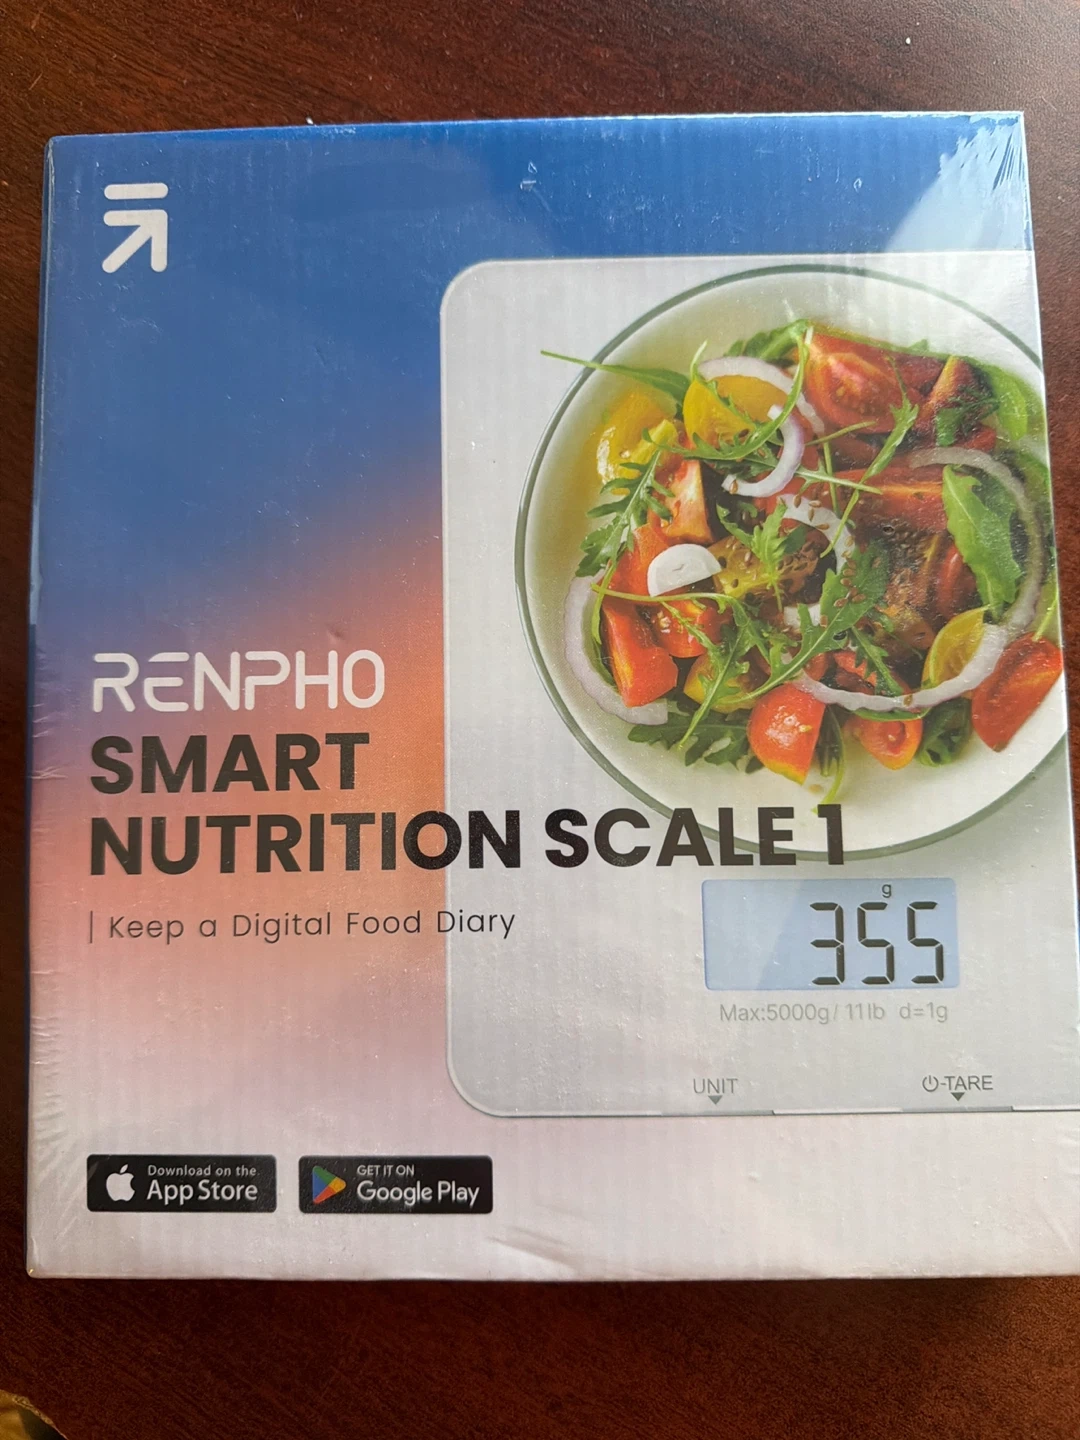 RENPHO
SMART
NUTRITION SCALE 1
| Keep a Digital Food Diary
g
355
Max:5000g/ 11lb d=1g
UNIT
⏻-TARE
Download on the
App Store
GET IT ON
Google Play